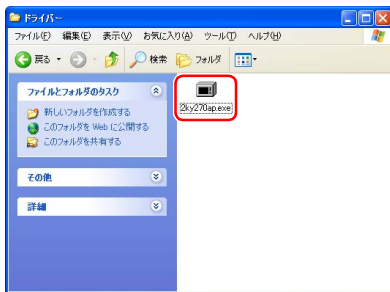 ドライバー
ファイル(F) 編集(E) 表示(V) お気に入り(A) ツール(T) ヘルプ(H)
戻る 検索 フォルダ
ファイルとフォルダのタスク
2ky270ap.exe
新しいフォルダを作成する
このフォルダを Web に公開する
このフォルダを共有する
その他
詳細